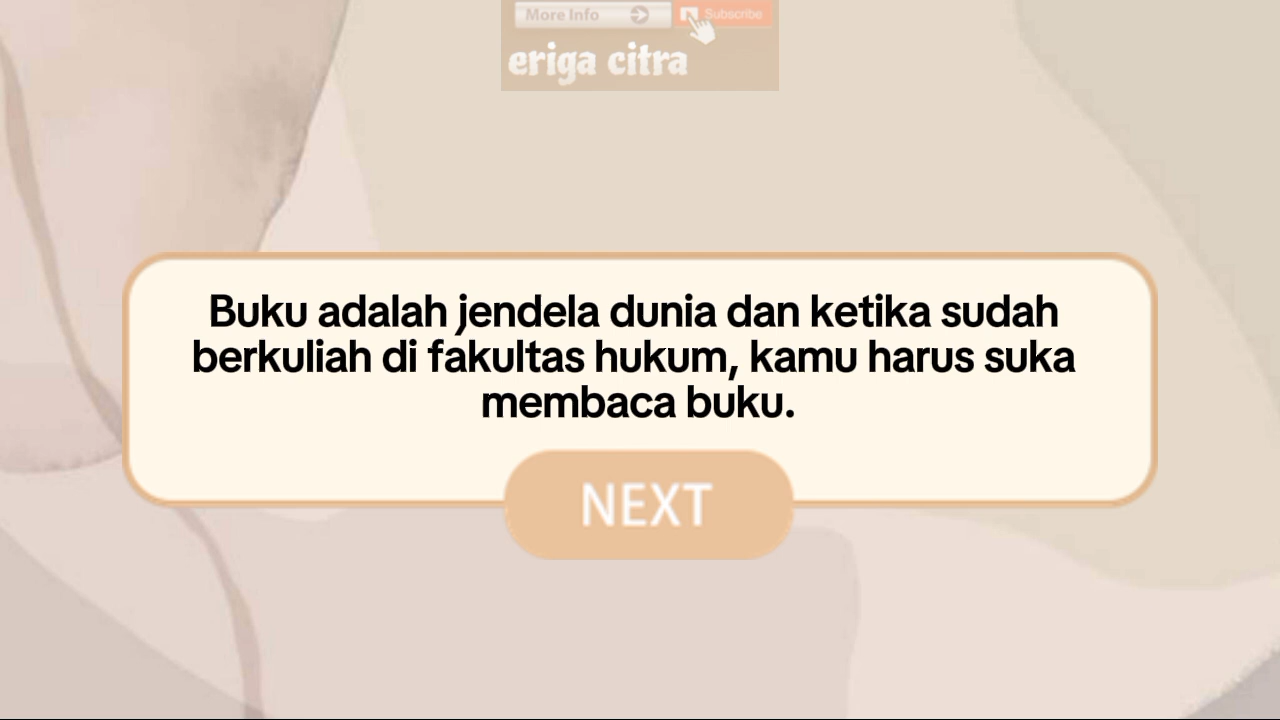 More Info
Subscribe
eriga citra
Buku adalah jendela dunia dan ketika sudah
berkuliah di fakultas hukum, kamu harus suka
membaca buku.
NEXT